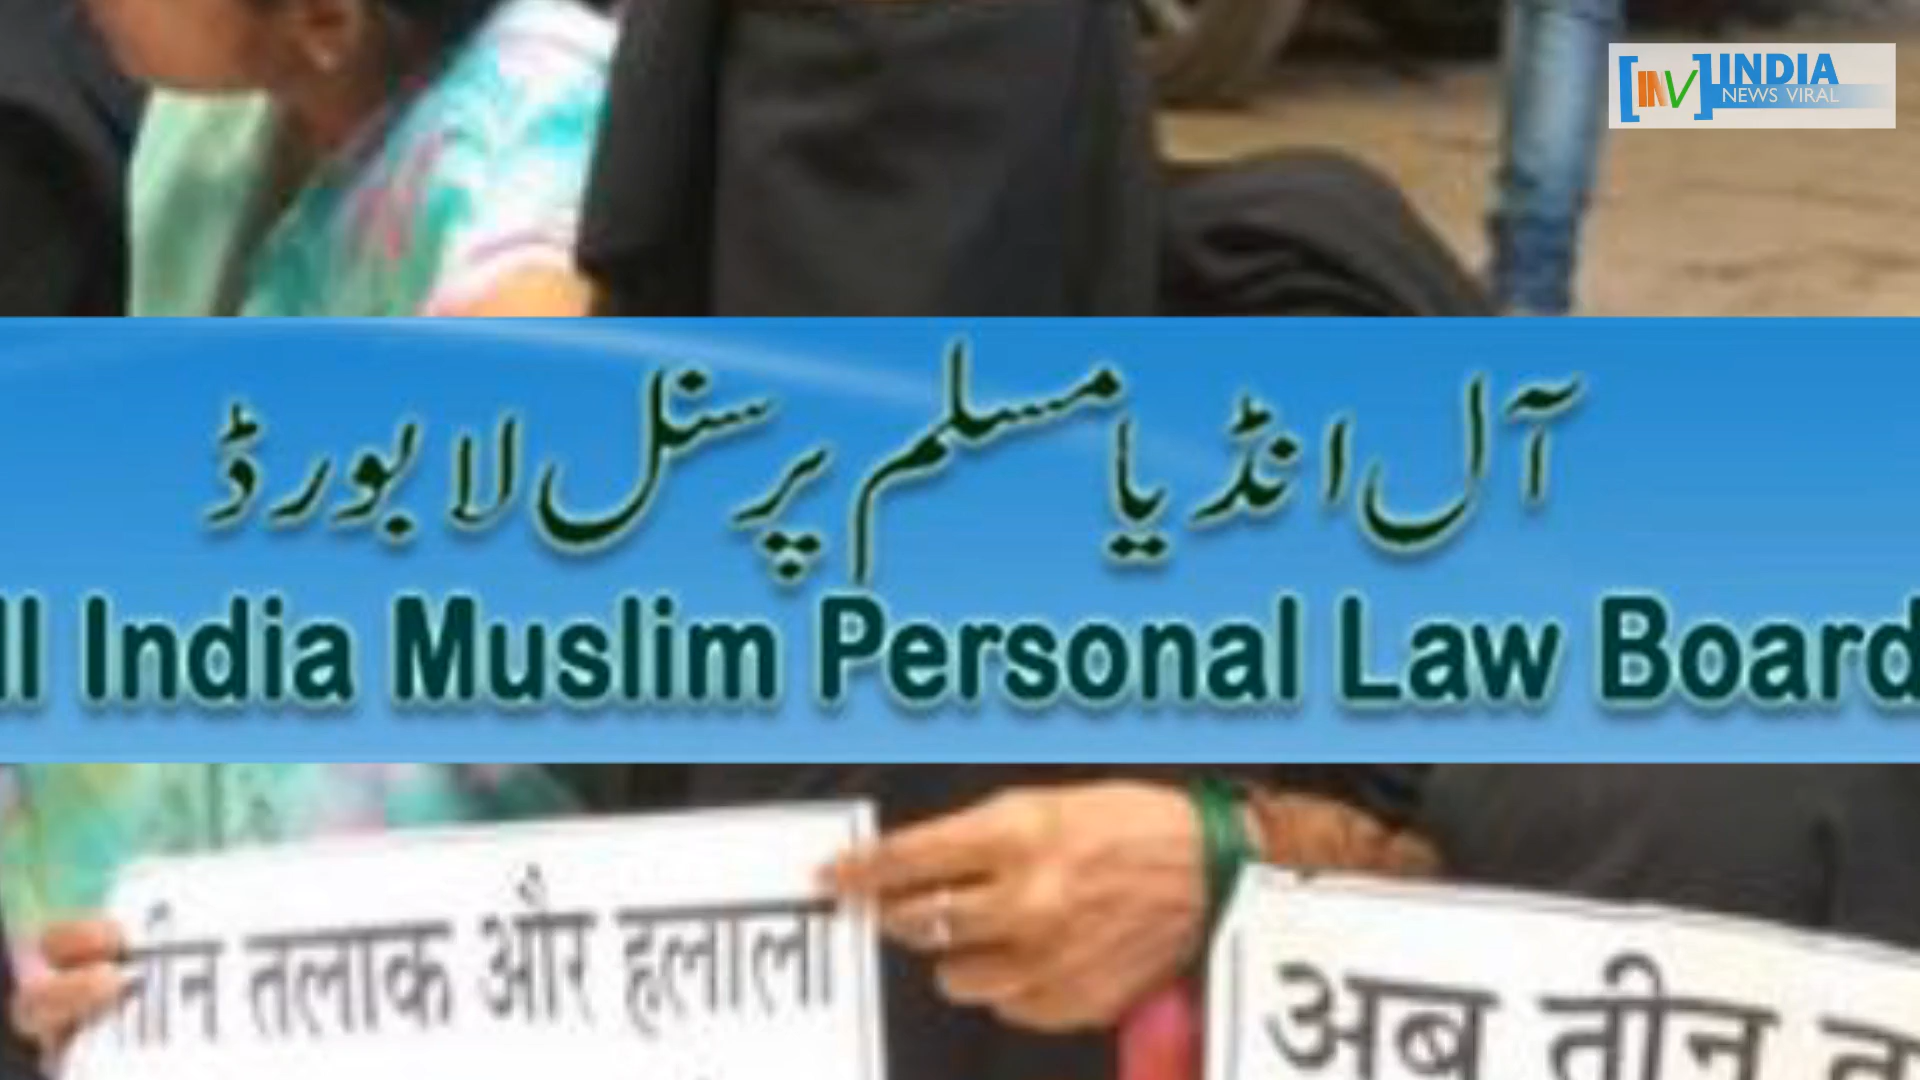 [INV] INDIA
NEWS VIRAL
آل انڈیا مسلم پرسنل لا بورڈ
ll India Muslim Personal Law Board
तीन तलाक और हलाला
अब तीन त